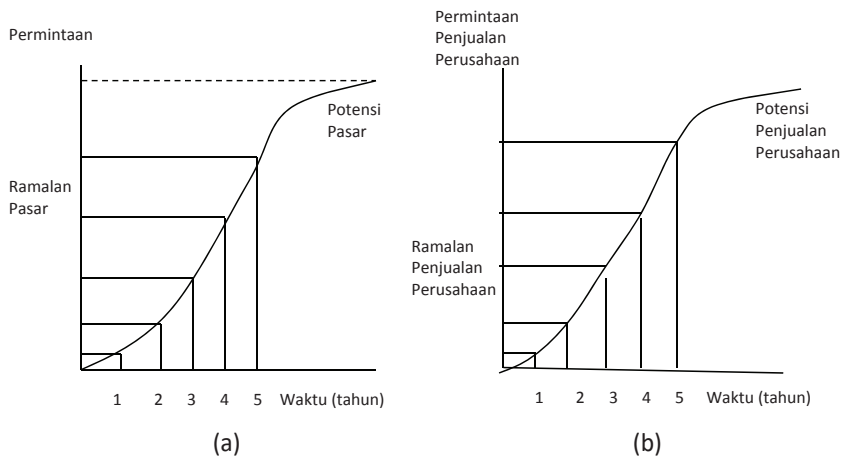 Permintaan
Potensi
Pasar
Ramalan
Pasar
1 2 3 4 5 Waktu (tahun)
(a)
Permintaan
Penjualan
Perusahaan
Potensi
Penjualan
Perusahaan
Ramalan
Penjualan
Perusahaan
1 2 3 4 5 Waktu (tahun)
(b)